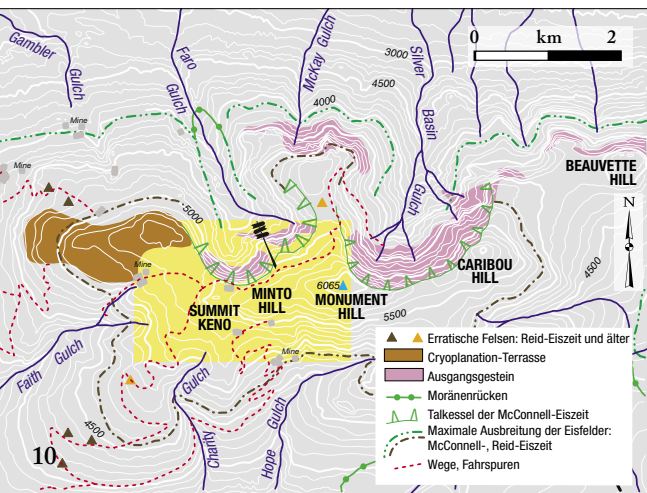 Gambler
Gulch
Faro
Gulch
McKay Gulch
3000
4500
Silver
Basin
Gulch
0 km 2
4000
Mine
Mine
BEAUVETTE
HILL
N
5000
4500
Mine
CARIBOU
HILL
6065
MINTO
HILL
MONUMENT
HILL
SUMMIT
KENO
5500
Mine
Faith Gulch
Gulch
Charity
Hope Gulch
4500
10
Erratische Felsen: Reid-Eiszeit und älter
Cryoplanation-Terrasse
Ausgangsgestein
Moränenrücken
Talkessel der McConnell-Eiszeit
Maximale Ausbreitung der Eisfelder:
McConnell-, Reid-Eiszeit
Wege, Fahrspuren